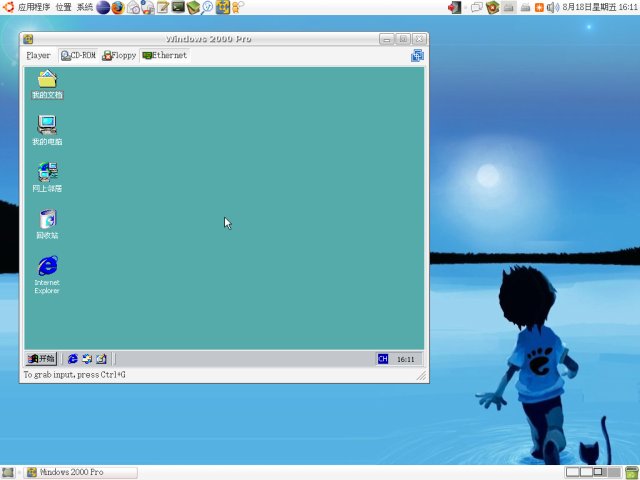 应用程序 位置 系统
8月18日星期五 16:11
Windows 2000 Pro
Player CD-ROM Floppy Ethernet
我的文档
我的电脑
网上邻居
回收站
Internet
Explorer
开始
CH
16:11
To grab input, press Ctrl+G
Windows 2000 Pro